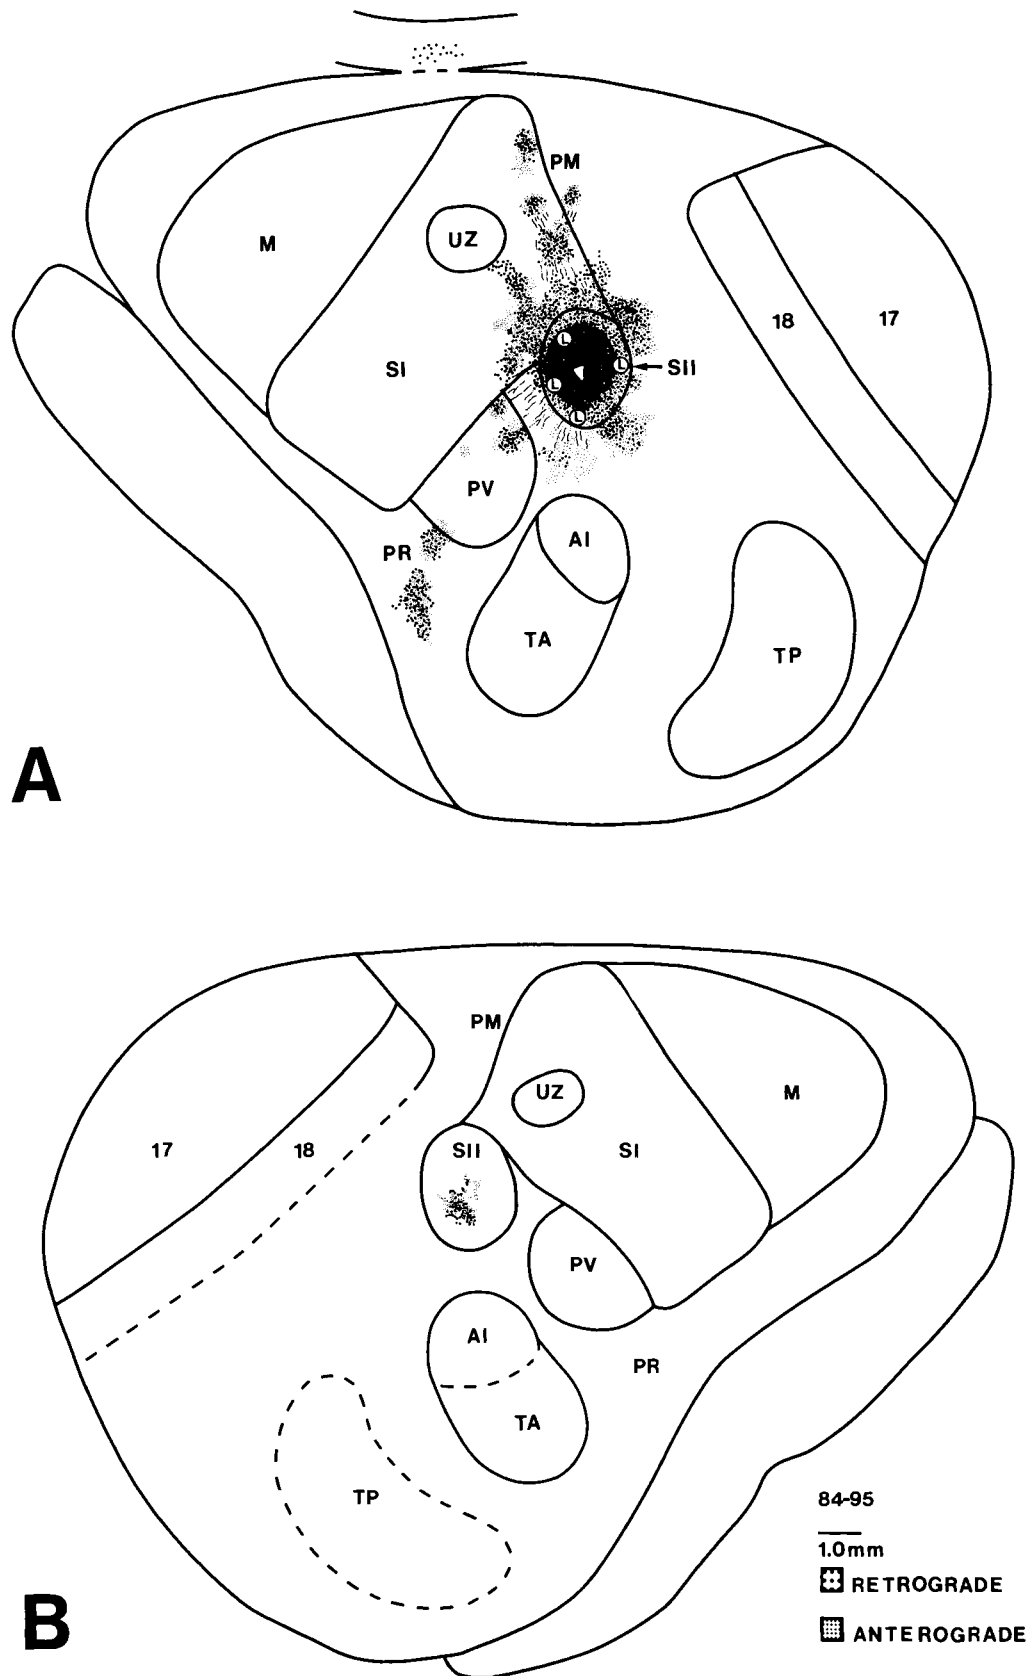 PM
UZ
M
18
17
SI
L
L
L
L
SII
PV
AI
PR
TA
TP
A
PM
UZ
M
17
18
SII
SI
PV
AI
PR
TA
TP
84-95
1.0mm
RETROGRADE
ANTEROGRADE
B